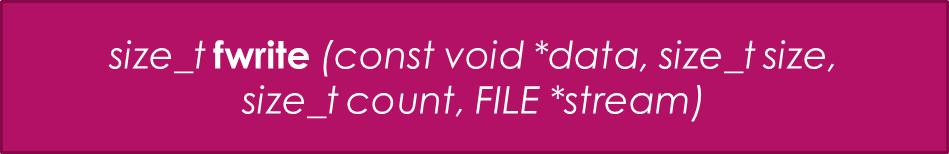 size_t fwrite (const void *data, size_t size,
size_t count, FILE *stream)